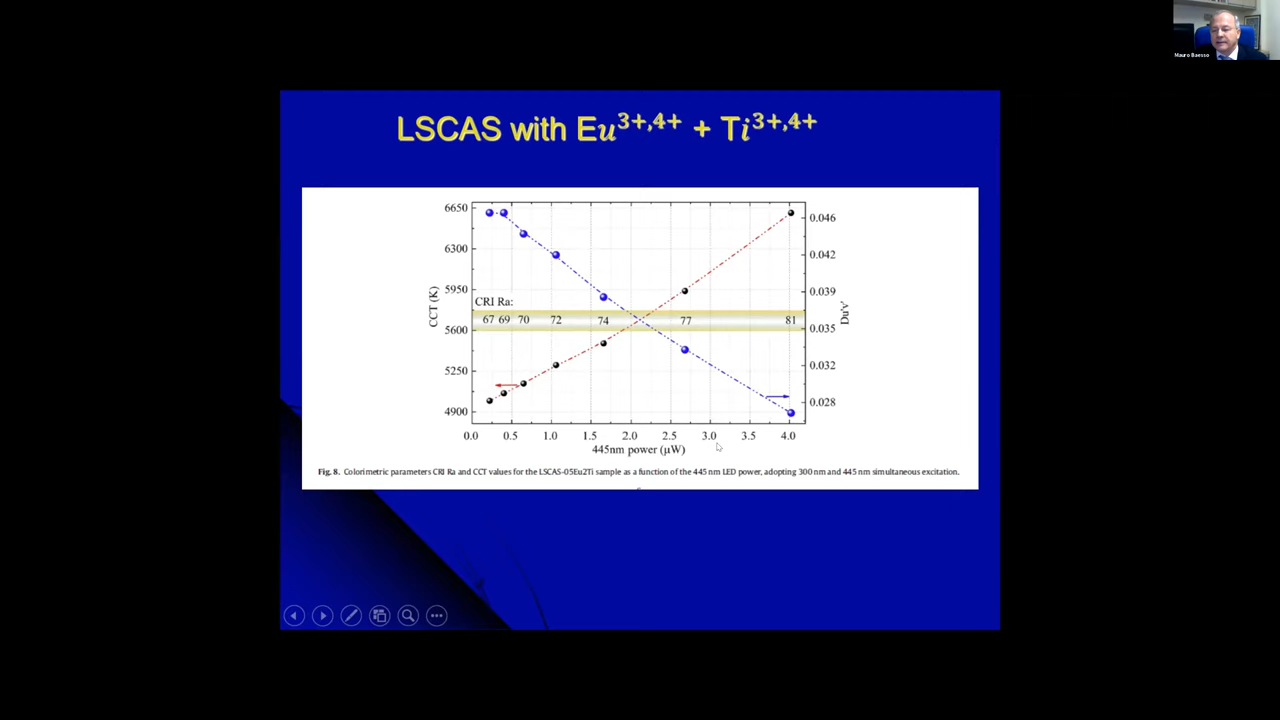 Mauro Baesso
LSCAS with Eu³⁺,⁴⁺ + Ti³⁺,⁴⁺
6650
6300
5950
5600
5250
4900
CCT (K)
CRI Ra:
67 69 70 72 74 77 81
0.046
0.042
0.039
0.035
0.032
0.028
Du'v'
0.0 0.5 1.0 1.5 2.0 2.5 3.0 3.5 4.0
445nm power (μW)
Fig. 8. Colorimetric parameters CRI Ra and CCT values for the LSCAS-05Eu2Ti sample as a function of the 445 nm LED power, adopting 300 nm and 445 nm simultaneous excitation.